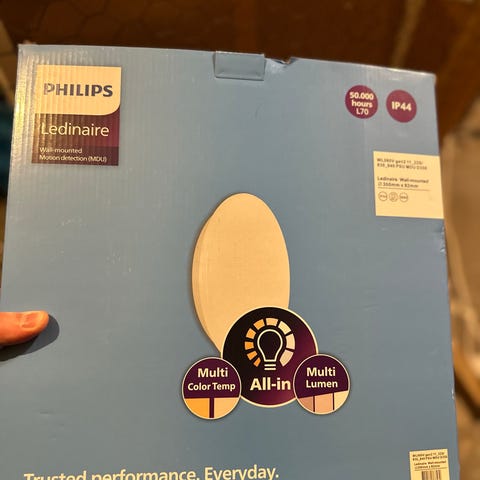 PHILIPS
Ledinaire
Wall-mounted
Motion detection (MDU)
50.000
hours
L70
IP44
Ledinaire Wall-mounted
Multi
Color Temp
All-in
Multi
Lumen
Trusted performance. Everyday.